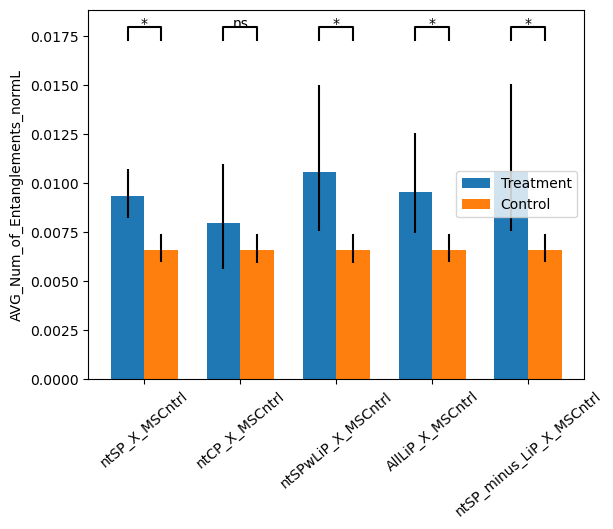 * ns * * *
0.0175
0.0150
0.0125
0.0100
0.0075
0.0050
0.0025
0.0000
AVG_Num_of_Entanglements_normL
Treatment
Control
ntSP_X_MSCntrl
ntCP_X_MSCntrl
ntSPwLiP_X_MSCntrl
AllLiP_X_MSCntrl
ntSP_minus_LiP_X_MSCntrl